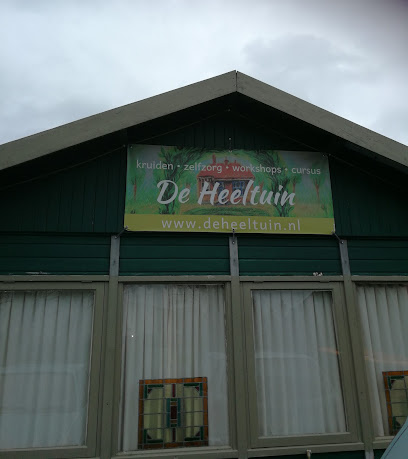 kruiden • zelfzorg • workshops • cursus
De Heeltuin
www.deheeltuin.nl